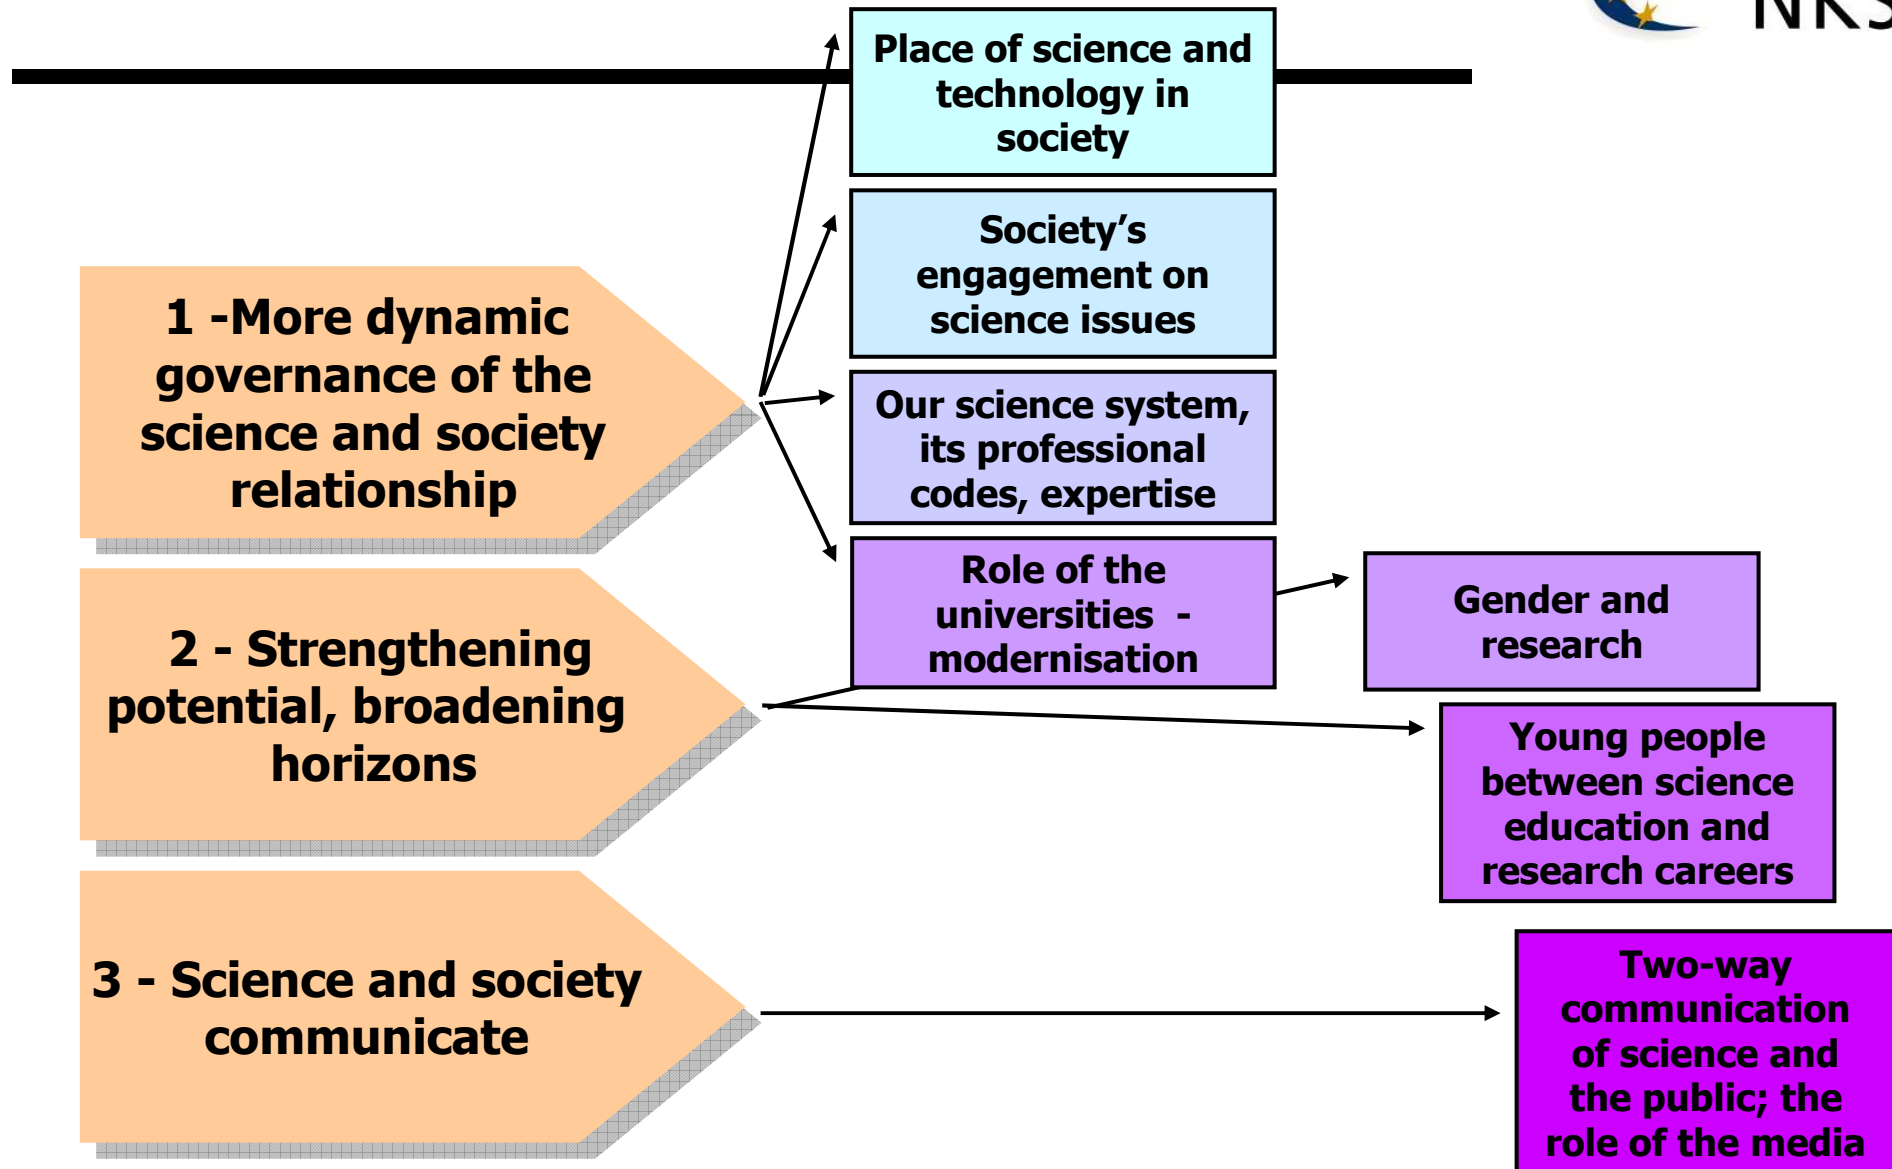 NKS
Place of science and
technology in
society
Society’s
engagement on
science issues
1 -More dynamic
governance of the
science and society
relationship
Our science system,
its professional
codes, expertise
Role of the
universities  -
modernisation
Gender and
research
2 - Strengthening
potential, broadening
horizons
Young people
between science
education and
research careers
3 - Science and society
communicate
Two-way
communication
of science and
the public; the
role of the media